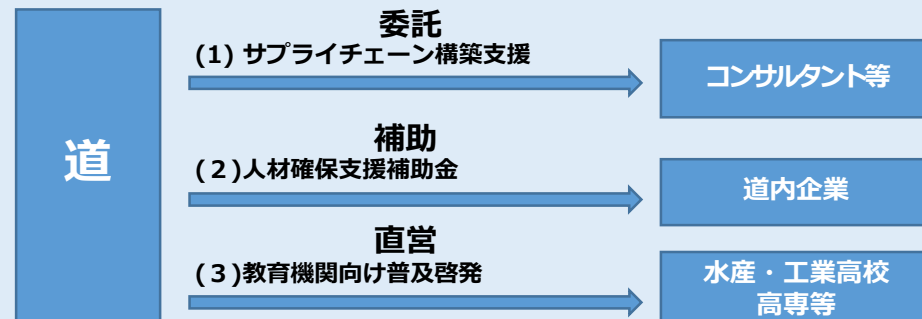 道
委託
(1) サプライチェーン構築支援
コンサルタント等
補助
(２)人材確保支援補助金
道内企業
直営
(３)教育機関向け普及啓発
水産・工業高校
高専等